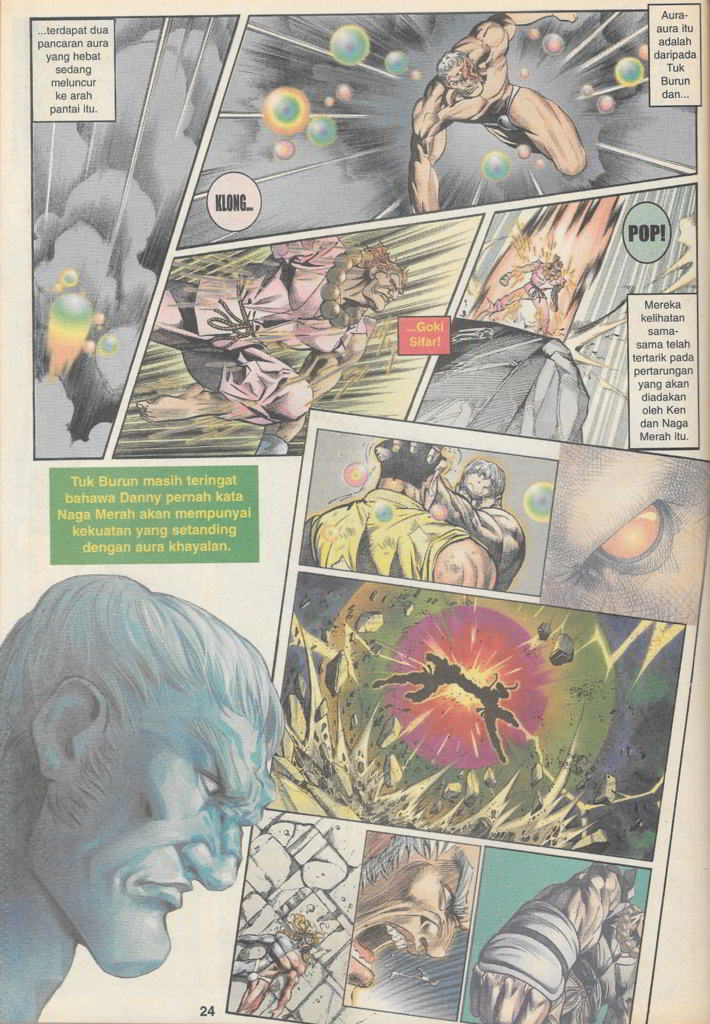 ...terdapat dua
pancaran aura
yang hebat
sedang
meluncur
ke arah
pantai itu.
Aura-
aura itu
adalah
daripada
Tuk
Burun
dan...
KLONG...
POP!
...Goki
Sifar!
Mereka
kelihatan
sama-
sama telah
tertarik pada
pertarungan
yang akan
diadakan
oleh Ken
dan Naga
Merah itu.
Tuk Burun masih teringat
bahawa Danny pernah kata
Naga Merah akan mempunyai
kekuatan yang setanding
dengan aura khayalan.
24